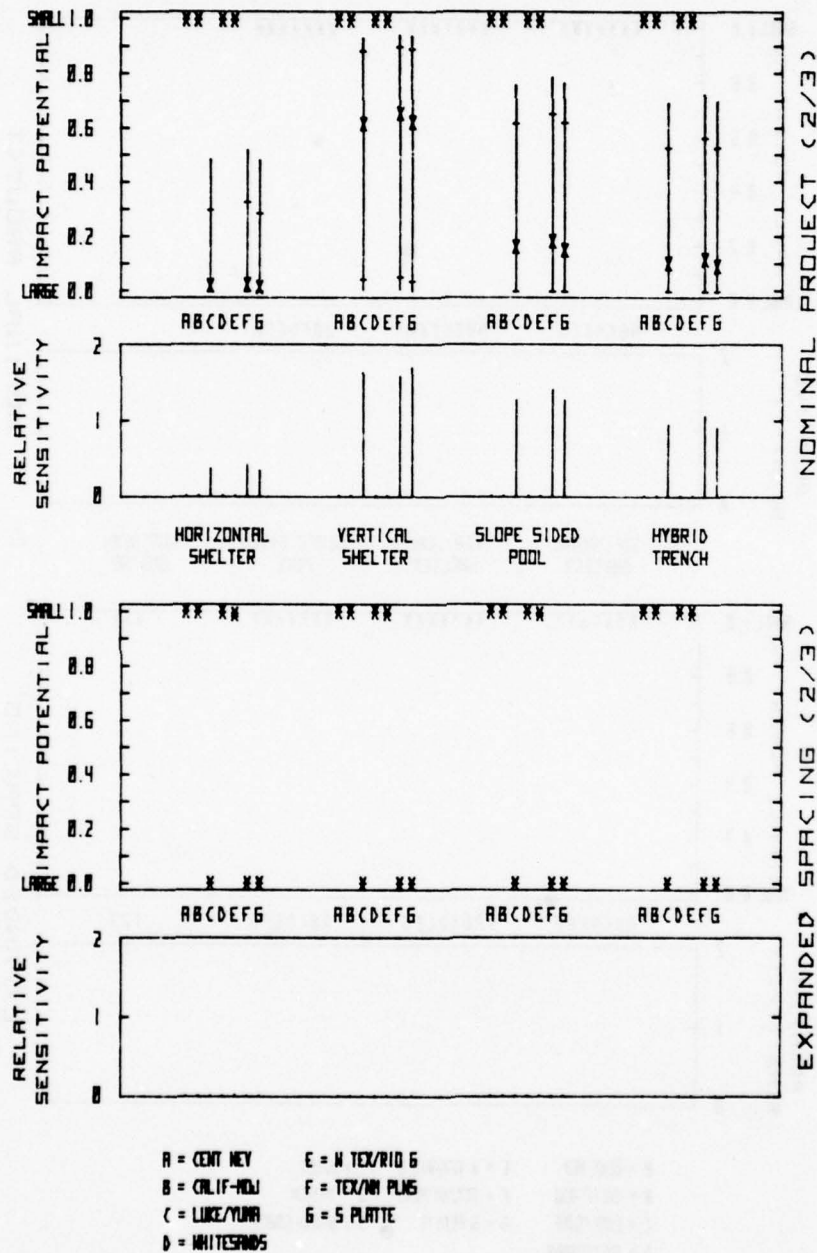 SMALL 1.0
0.8
0.6
0.4
0.2
LARGE 0.0
IMPACT POTENTIAL
ABCDEFG ABCDEFG ABCDEFG ABCDEFG
2
1
0
RELATIVE
SENSITIVITY
NOMINAL PROJECT (2/3)
HORIZONTAL VERTICAL SLOPE SIDED HYBRID
SHELTER SHELTER POOL TRENCH
SMALL 1.0
0.8
0.6
0.4
0.2
LARGE 0.0
IMPACT POTENTIAL
ABCDEFG ABCDEFG ABCDEFG ABCDEFG
2
1
0
RELATIVE
SENSITIVITY
EXPANDED SPACING (2/3)
A = CENT NEV E = W TEX/RIO G
B = CALIF-MOJ F = TEX/NM PLNS
C = LUKE/YUMA G = S PLATTE
D = WHITESANDS